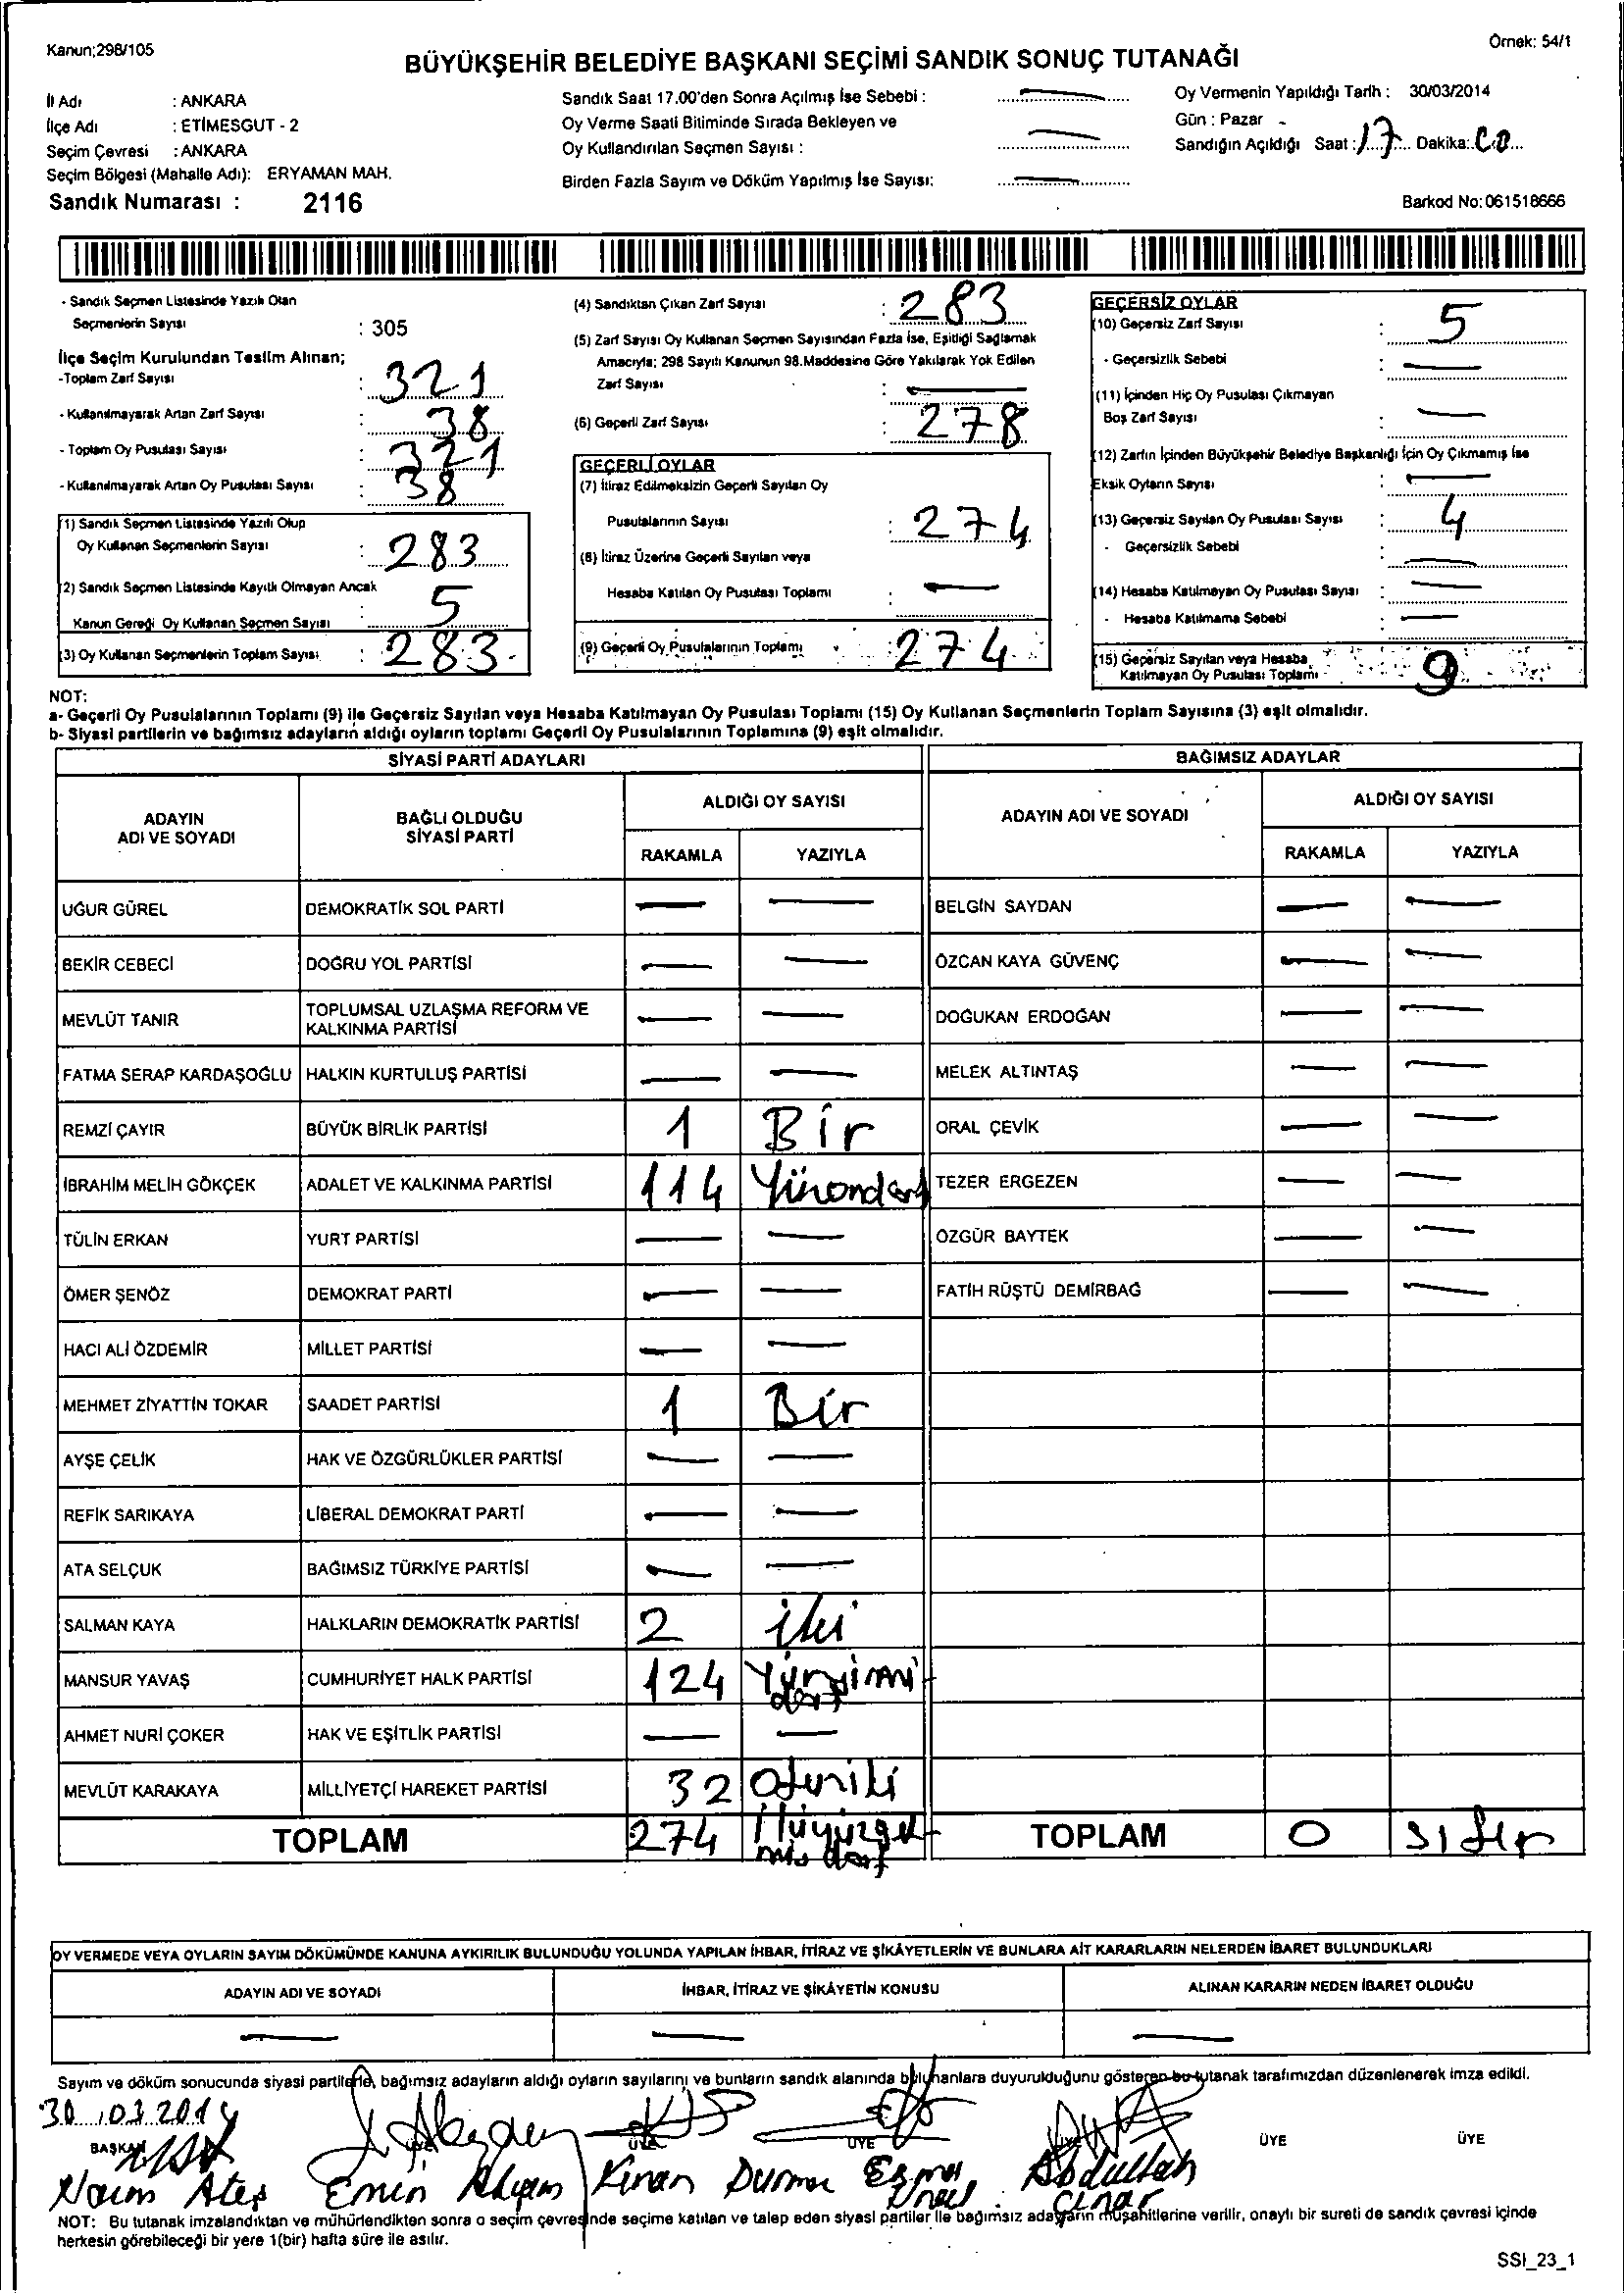 Kanun;298/105
Örnek: 54/1
BÜYÜKŞEHİR BELEDİYE BAŞKANI SEÇİMİ SANDIK SONUÇ TUTANAĞI
İl Adı : ANKARA
İlçe Adı : ETİMESGUT - 2
Seçim Çevresi : ANKARA
Seçim Bölgesi (Mahalle Adı): ERYAMAN MAH.
Sandık Numarası : 2116
Sandık Saat 17.00'den Sonra Açılmış İse Sebebi : —
Oy Verme Saati Bitiminde Sırada Bekleyen ve
Oy Kullandırılan Seçmen Sayısı : —
Birden Fazla Sayım ve Döküm Yapılmış İse Sayısı: —
Oy Vermenin Yapıldığı Tarih : 30/03/2014
Gün : Pazar
Sandığın Açıldığı Saat : 17 Dakika:
Barkod No: 061518666
- Sandık Seçmen Listesinde Yazılı Olan
Seçmenlerin Sayısı : 305
İlçe Seçim Kurulundan Teslim Alınan;
-Toplam Zarf Sayısı : 321
- Kullanılmayarak Artan Zarf Sayısı : 38
- Toplam Oy Pusulası Sayısı : 321
- Kullanılmayarak Artan Oy Pusulası Sayısı : 38
(1) Sandık Seçmen Listesinde Yazılı Olup
Oy Kullanan Seçmenlerin Sayısı : 283
(2) Sandık Seçmen Listesinde Kayıtlı Olmayan Ancak
Kanun Gereği Oy Kullanan Seçmen Sayısı : 5
(3) Oy Kullanan Seçmenlerin Toplam Sayısı : 283
(4) Sandıktan Çıkan Zarf Sayısı : 283
(5) Zarf Sayısı Oy Kullanan Seçmen Sayısından Fazla İse, Eşitliği Sağlamak
Amacıyla; 298 Sayılı Kanunun 98.Maddesine Göre Yakılarak Yok Edilen
Zarf Sayısı : —
(6) Geçerli Zarf Sayısı : 278
GEÇERLİ OYLAR
(7) İtiraz Edilmeksizin Geçerli Sayılan Oy
Pusulalarının Sayısı : 274
(8) İtiraz Üzerine Geçerli Sayılan veya
Hesaba Katılan Oy Pusulası Toplamı : —
(9) Geçerli Oy Pusulalarının Toplamı : 274
GEÇERSİZ OYLAR
(10) Geçersiz Zarf Sayısı : 5
- Geçersizlik Sebebi : —
(11) İçinden Hiç Oy Pusulası Çıkmayan
Boş Zarf Sayısı : —
(12) Zarfın İçinden Büyükşehir Belediye Başkanlığı İçin Oy Çıkmamış İse
Eksik Oyların Sayısı : —
(13) Geçersiz Sayılan Oy Pusulası Sayısı : 4
- Geçersizlik Sebebi : —
(14) Hesaba Katılmayan Oy Pusulası Sayısı : —
- Hesaba Katılmama Sebebi : —
(15) Geçersiz Sayılan veya Hesaba
Katılmayan Oy Pusulası Toplamı 9
NOT:
a- Geçerli Oy Pusulalarının Toplamı (9) ile Geçersiz Sayılan veya Hesaba Katılmayan Oy Pusulası Toplamı (15) Oy Kullanan Seçmenlerin Toplam Sayısına (3) eşit olmalıdır.
b- Siyasi partilerin ve bağımsız adayların aldığı oyların toplamı Geçerli Oy Pusulalarının Toplamına (9) eşit olmalıdır.
SİYASİ PARTİ ADAYLARI BAĞIMSIZ ADAYLAR
ADAYIN ADI VE SOYADI BAĞLI OLDUĞU SİYASİ PARTİ ALDIĞI OY SAYISI ADAYIN ADI VE SOYADI ALDIĞI OY SAYISI
RAKAMLA YAZIYLA RAKAMLA YAZIYLA
UĞUR GÜREL DEMOKRATİK SOL PARTİ — — BELGİN SAYDAN — —
BEKİR CEBECİ DOĞRU YOL PARTİSİ — — ÖZCAN KAYA GÜVENÇ — —
MEVLÜT TANIR TOPLUMSAL UZLAŞMA REFORM VE KALKINMA PARTİSİ — — DOĞUKAN ERDOĞAN — —
FATMA SERAP KARDAŞOĞLU HALKIN KURTULUŞ PARTİSİ — — MELEK ALTINTAŞ — —
REMZİ ÇAYIR BÜYÜK BİRLİK PARTİSİ 1 Bir ORAL ÇEVİK — —
İBRAHİM MELİH GÖKÇEK ADALET VE KALKINMA PARTİSİ 114 TEZER ERGEZEN — —
TÜLİN ERKAN YURT PARTİSİ — — ÖZGÜR BAYTEK — —
ÖMER ŞENÖZ DEMOKRAT PARTİ — — FATİH RÜŞTÜ DEMİRBAĞ — —
HACI ALİ ÖZDEMİR MİLLET PARTİSİ — —
MEHMET ZİYATTİN TOKAR SAADET PARTİSİ 1 Bir
AYŞE ÇELİK HAK VE ÖZGÜRLÜKLER PARTİSİ — —
REFİK SARIKAYA LİBERAL DEMOKRAT PARTİ — —
ATA SELÇUK BAĞIMSIZ TÜRKİYE PARTİSİ — —
SALMAN KAYA HALKLARIN DEMOKRATİK PARTİSİ 2 iki
MANSUR YAVAŞ CUMHURİYET HALK PARTİSİ 124
AHMET NURİ ÇOKER HAK VE EŞİTLİK PARTİSİ — —
MEVLÜT KARAKAYA MİLLİYETÇİ HAREKET PARTİSİ 32
TOPLAM 274 TOPLAM 0 sıfır
OY VERMEDE VEYA OYLARIN SAYIM DÖKÜMÜNDE KANUNA AYKIRILIK BULUNDUĞU YOLUNDA YAPILAN İHBAR, İTİRAZ VE ŞİKÂYETLERİN VE BUNLARA AİT KARARLARIN NELERDEN İBARET BULUNDUKLARI
ADAYIN ADI VE SOYADI İHBAR, İTİRAZ VE ŞİKÂYETİN KONUSU ALINAN KARARIN NEDEN İBARET OLDUĞU
— — —
Sayım ve döküm sonucunda siyasi partilerle, bağımsız adayların aldığı oyların sayılarını ve bunların sandık alanında bulunanlara duyurulduğunu gösteren bu tutanak tarafımızdan düzenlenerek imza edildi.
30.03.2014
BAŞKAN ÜYE ÜYE ÜYE ÜYE ÜYE ÜYE
Naim Ateş Emin Kinan Durmu Esma Abdullah
Çınar
NOT: Bu tutanak imzalandıktan ve mühürlendikten sonra o seçim çevresinde seçime katılan ve talep eden siyasi partiler ile bağımsız adayların müşahitlerine verilir, onaylı bir sureti de sandık çevresi içinde
herkesin görebileceği bir yere 1(bir) hafta süre ile asılır.
SSI_23_1